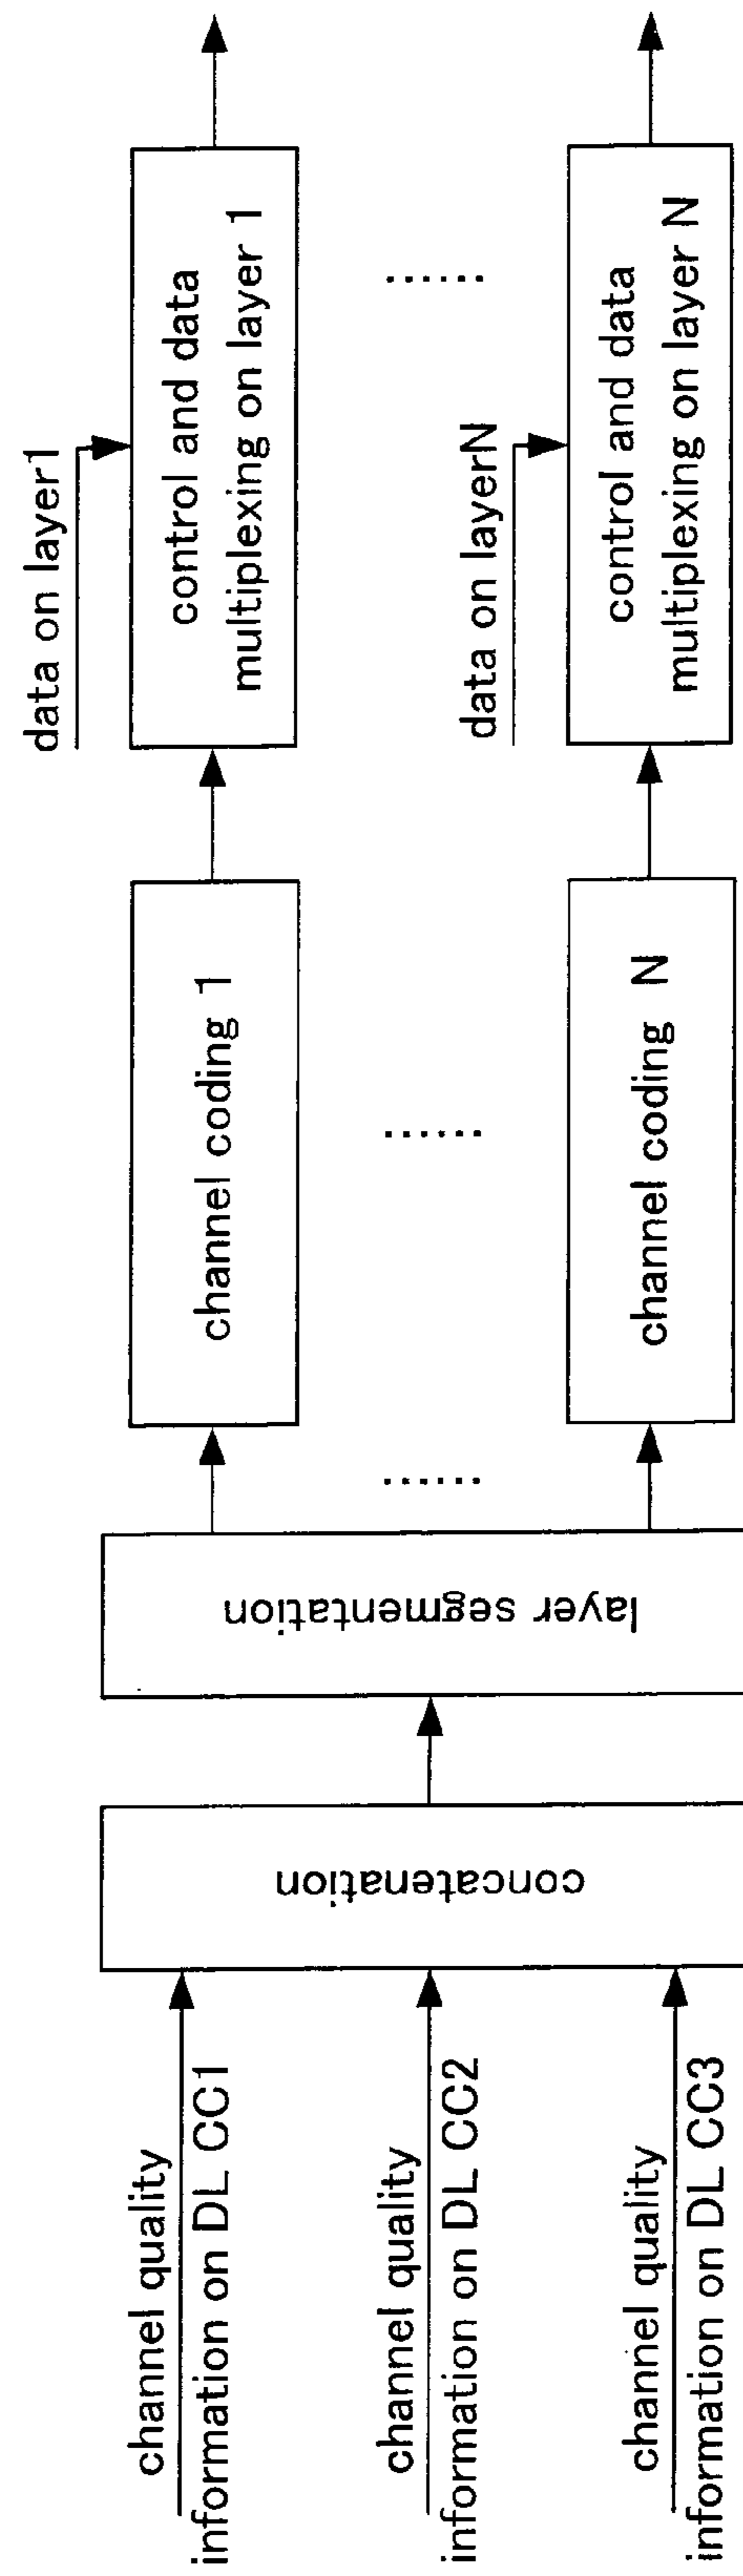 channel quality
information on DL CC1
channel quality
information on DL CC2
channel quality
information on DL CC3
concatenation
layer segmentation
......
channel coding 1
......
channel coding N
data on layer1
control and data
multiplexing on layer 1
......
data on layerN
control and data
multiplexing on layer N